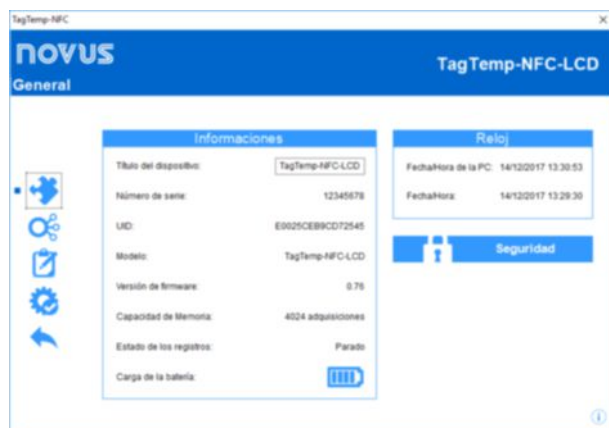 TagTemp-NFC
novus
TagTemp-NFC-LCD
General
Informaciones
Título del dispositivo: TagTemp-NFC-LCD
Número de serie: 12345678
UID: E0025CEB9CD72545
Modelo: TagTemp-NFC-LCD
Versión de firmware: 0.76
Capacidad de Memoria: 4024 adquisiciones
Estado de los registros: Parado
Carga de la batería:
Reloj
Fecha/Hora de la PC: 14/12/2017 13:30:53
Fecha/Hora: 14/12/2017 13:29:30
Seguridad